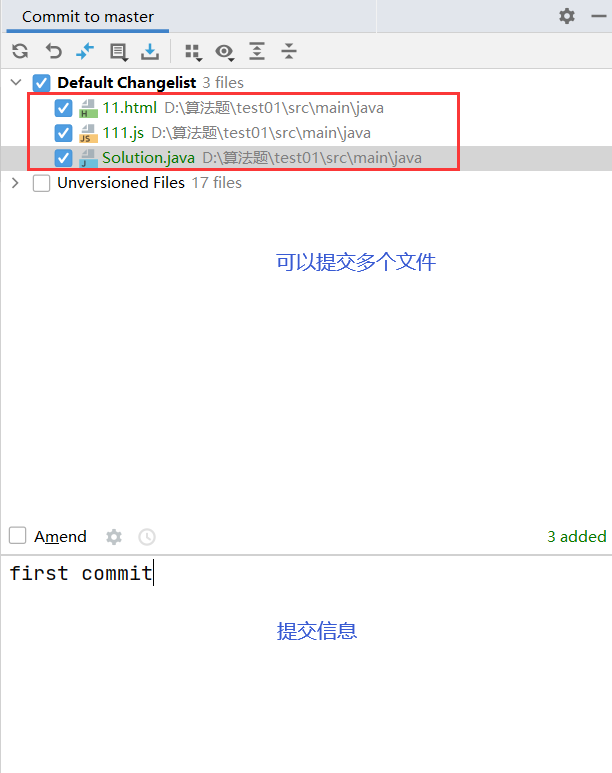 Commit to master
Default Changelist 3 files
11.html D:\算法题\test01\src\main\java
111.js D:\算法题\test01\src\main\java
Solution.java D:\算法题\test01\src\main\java
Unversioned Files 17 files
可以提交多个文件
Amend 3 added
first commit
提交信息